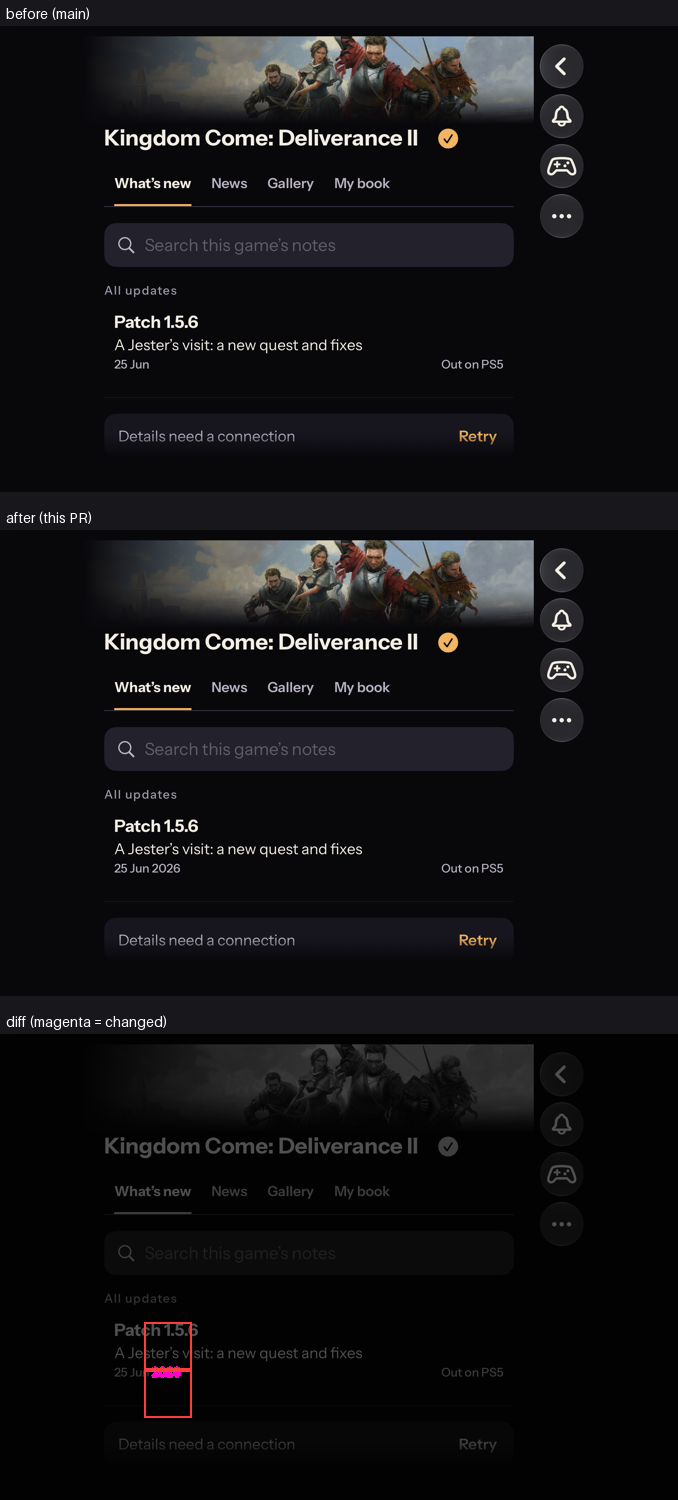 before (main)
Kingdom Come: Deliverance II
What's new News Gallery My book
Search this game's notes
All updates
Patch 1.5.6
A Jester's visit: a new quest and fixes
25 Jun Out on PS5
Details need a connection Retry
after (this PR)
Kingdom Come: Deliverance II
What's new News Gallery My book
Search this game's notes
All updates
Patch 1.5.6
A Jester's visit: a new quest and fixes
25 Jun 2026 Out on PS5
Details need a connection Retry
diff (magenta = changed)
Kingdom Come: Deliverance II
What's new News Gallery My book
Search this game's notes
All updates
Patch 1.5.6
A Jester's visit: a new quest and fixes
25 Jun 2026 Out on PS5
Details need a connection Retry